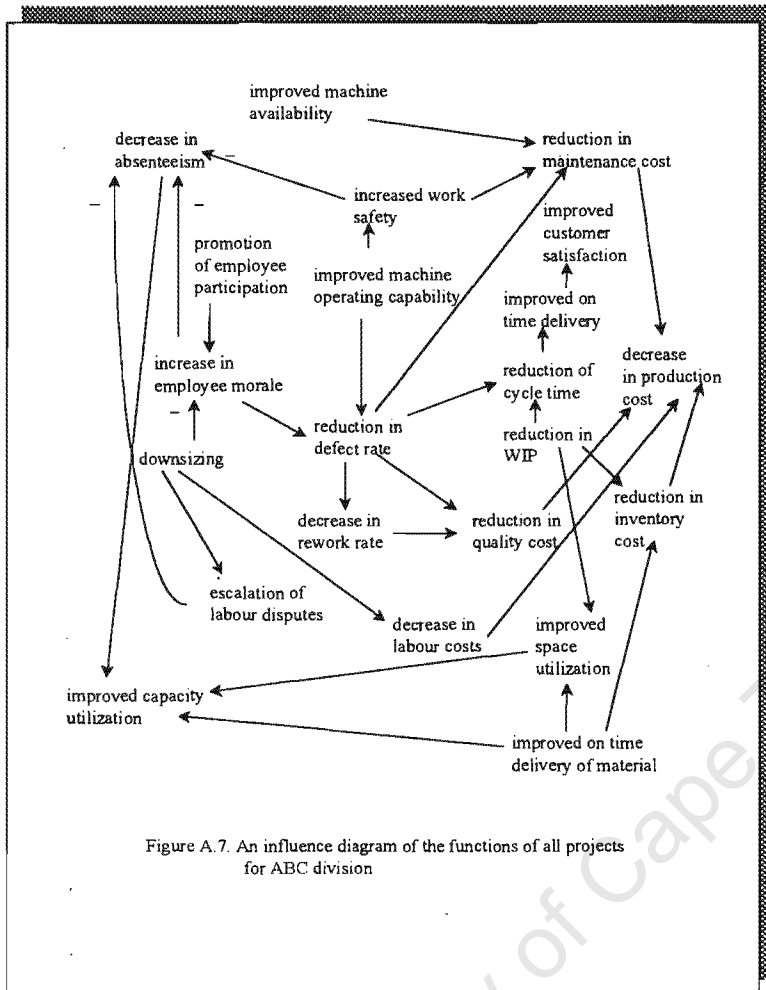 improved machine
availability
decrease in
absenteeism
–
reduction in
maintenance cost
increased work
safety
–
–
improved
customer
satisfaction
promotion
of employee
participation
improved machine
operating capability
improved on
time delivery
decrease
in production
cost
increase in
employee morale
reduction of
cycle time
–
reduction in
defect rate
reduction in
WIP
downsizing
reduction in
inventory
cost
decrease in
rework rate
reduction in
quality cost
escalation of
labour disputes
decrease in
labour costs
improved
space
utilization
improved capacity
utilization
improved on time
delivery of material
Figure A.7. An influence diagram of the functions of all projects
for ABC division
y of Cape T